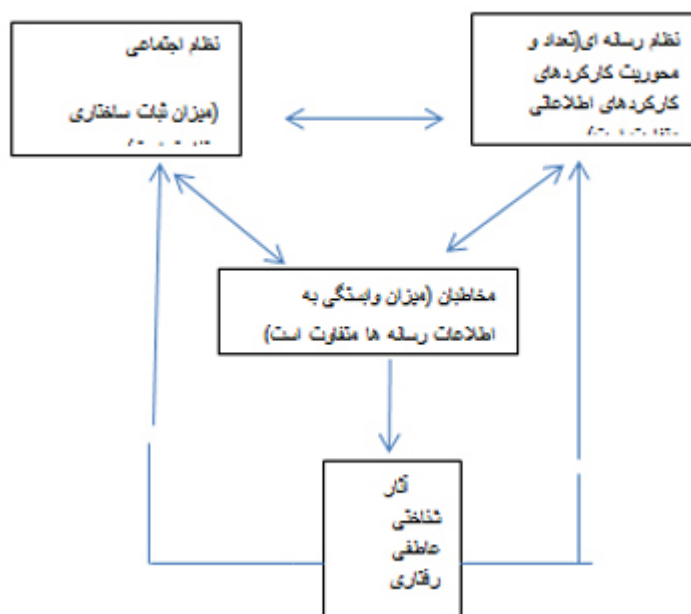 نظام رسانه ای(تعداد و
محوریت کارکردهای
کارکردهای اطلاعاتی
نظام اجتماعی
(میزان ثبات ساختاری
مخاطبان (میزان وابستگی به
اطلاعات رسانه ها متفاوت است)
آثار
شناختی
عاطفی
رفتاری